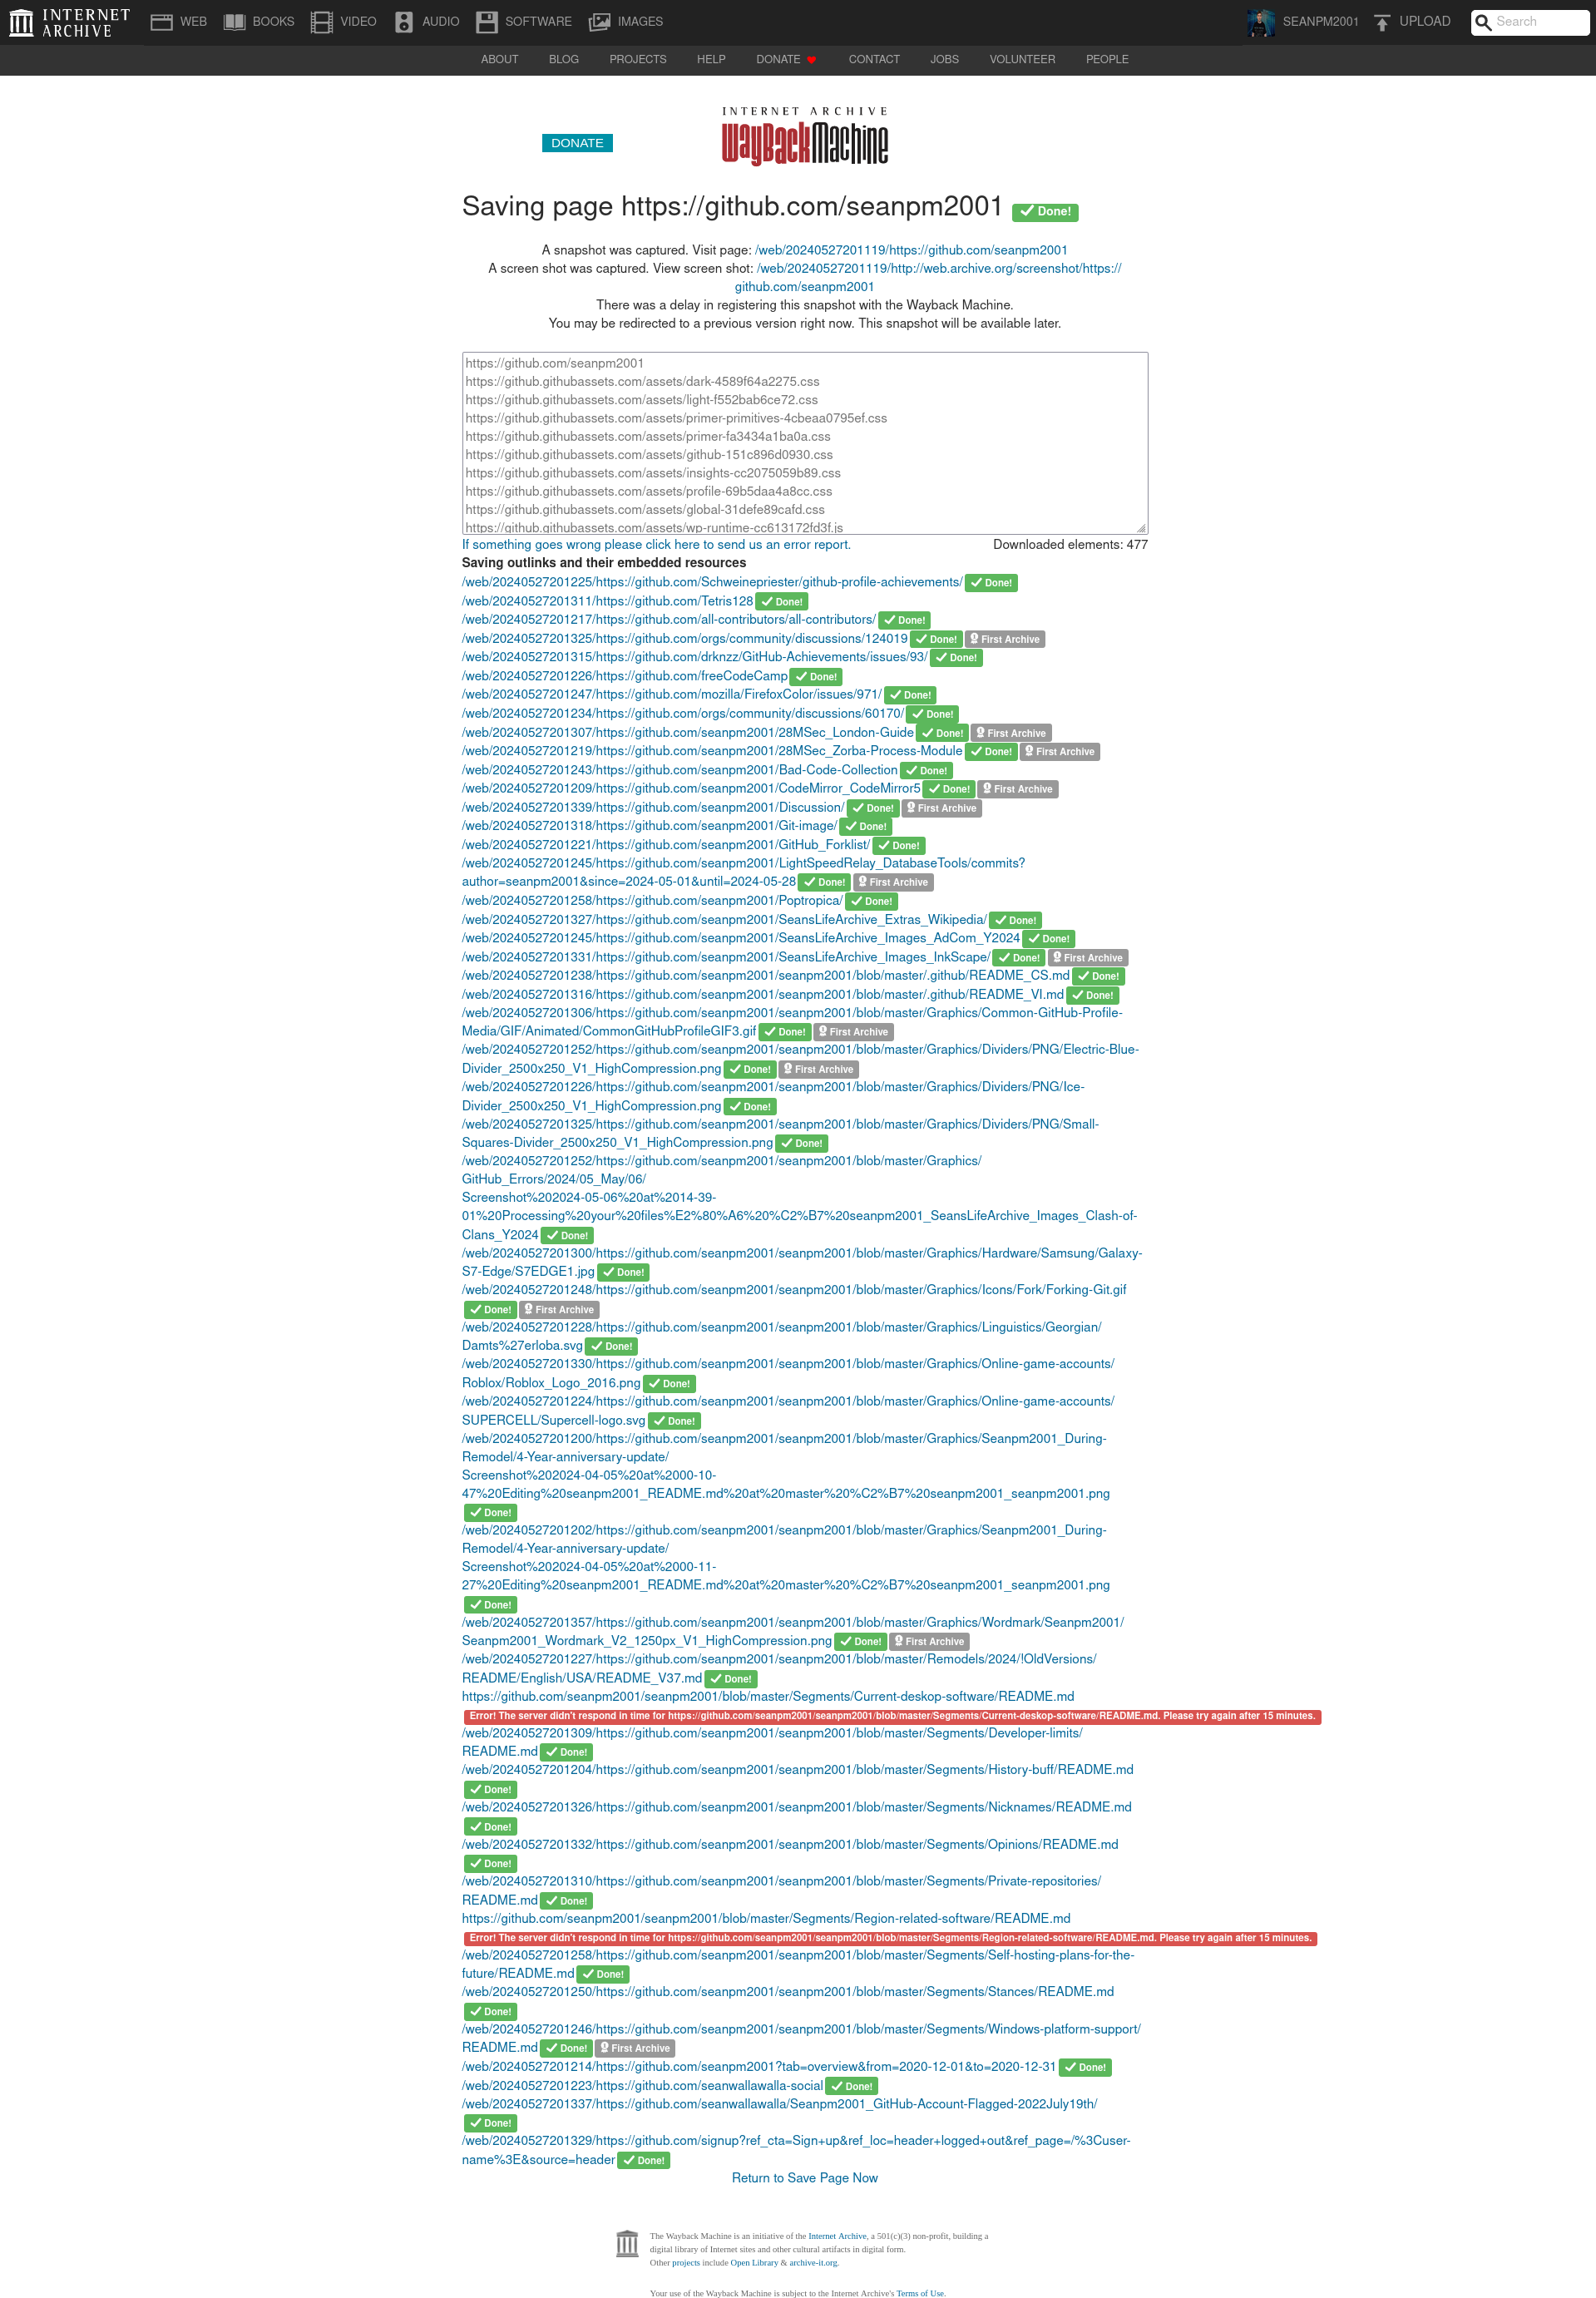 INTERNET ARCHIVE WEB BOOKS VIDEO AUDIO SOFTWARE IMAGES SEANPM2001 UPLOAD Search
ABOUT BLOG PROJECTS HELP DONATE CONTACT JOBS VOLUNTEER PEOPLE
INTERNET ARCHIVE
DONATE WayBackMachine
Saving page https://github.com/seanpm2001 Done!
A snapshot was captured. Visit page: /web/20240527201119/https://github.com/seanpm2001
A screen shot was captured. View screen shot: /web/20240527201119/http://web.archive.org/screenshot/https://
github.com/seanpm2001
There was a delay in registering this snapshot with the Wayback Machine.
You may be redirected to a previous version right now. This snapshot will be available later.
https://github.com/seanpm2001
https://github.githubassets.com/assets/dark-4589f64a2275.css
https://github.githubassets.com/assets/light-f552bab6ce72.css
https://github.githubassets.com/assets/primer-primitives-4cbeaa0795ef.css
https://github.githubassets.com/assets/primer-fa3434a1ba0a.css
https://github.githubassets.com/assets/github-151c896d0930.css
https://github.githubassets.com/assets/insights-cc2075059b89.css
https://github.githubassets.com/assets/profile-69b5daa4a8cc.css
https://github.githubassets.com/assets/global-31defe89cafd.css
https://github.githubassets.com/assets/wp-runtime-cc613172fd3f.js
If something goes wrong please click here to send us an error report. Downloaded elements: 477
Saving outlinks and their embedded resources
/web/20240527201225/https://github.com/Schweinepriester/github-profile-achievements/ Done!
/web/20240527201311/https://github.com/Tetris128 Done!
/web/20240527201217/https://github.com/all-contributors/all-contributors/ Done!
/web/20240527201325/https://github.com/orgs/community/discussions/124019 Done! First Archive
/web/20240527201315/https://github.com/drknzz/GitHub-Achievements/issues/93/ Done!
/web/20240527201226/https://github.com/freeCodeCamp Done!
/web/20240527201247/https://github.com/mozilla/FirefoxColor/issues/971/ Done!
/web/20240527201234/https://github.com/orgs/community/discussions/60170/ Done!
/web/20240527201307/https://github.com/seanpm2001/28MSec_London-Guide Done! First Archive
/web/20240527201219/https://github.com/seanpm2001/28MSec_Zorba-Process-Module Done! First Archive
/web/20240527201243/https://github.com/seanpm2001/Bad-Code-Collection Done!
/web/20240527201209/https://github.com/seanpm2001/CodeMirror_CodeMirror5 Done! First Archive
/web/20240527201339/https://github.com/seanpm2001/Discussion/ Done! First Archive
/web/20240527201318/https://github.com/seanpm2001/Git-image/ Done!
/web/20240527201221/https://github.com/seanpm2001/GitHub_Forklist/ Done!
/web/20240527201245/https://github.com/seanpm2001/LightSpeedRelay_DatabaseTools/commits?
author=seanpm2001&since=2024-05-01&until=2024-05-28 Done! First Archive
/web/20240527201258/https://github.com/seanpm2001/Poptropica/ Done!
/web/20240527201327/https://github.com/seanpm2001/SeansLifeArchive_Extras_Wikipedia/ Done!
/web/20240527201245/https://github.com/seanpm2001/SeansLifeArchive_Images_AdCom_Y2024 Done!
/web/20240527201331/https://github.com/seanpm2001/SeansLifeArchive_Images_InkScape/ Done! First Archive
/web/20240527201238/https://github.com/seanpm2001/seanpm2001/blob/master/.github/README_CS.md Done!
/web/20240527201316/https://github.com/seanpm2001/seanpm2001/blob/master/.github/README_VI.md Done!
/web/20240527201306/https://github.com/seanpm2001/seanpm2001/blob/master/Graphics/Common-GitHub-Profile-
Media/GIF/Animated/CommonGitHubProfileGIF3.gif Done! First Archive
/web/20240527201252/https://github.com/seanpm2001/seanpm2001/blob/master/Graphics/Dividers/PNG/Electric-Blue-
Divider_2500x250_V1_HighCompression.png Done! First Archive
/web/20240527201226/https://github.com/seanpm2001/seanpm2001/blob/master/Graphics/Dividers/PNG/Ice-
Divider_2500x250_V1_HighCompression.png Done!
/web/20240527201325/https://github.com/seanpm2001/seanpm2001/blob/master/Graphics/Dividers/PNG/Small-
Squares-Divider_2500x250_V1_HighCompression.png Done!
/web/20240527201252/https://github.com/seanpm2001/seanpm2001/blob/master/Graphics/
GitHub_Errors/2024/05_May/06/
Screenshot%202024-05-06%20at%2014-39-
01%20Processing%20your%20files%E2%80%A6%20%C2%B7%20seanpm2001_SeansLifeArchive_Images_Clash-of-
Clans_Y2024 Done!
/web/20240527201300/https://github.com/seanpm2001/seanpm2001/blob/master/Graphics/Hardware/Samsung/Galaxy-
S7-Edge/S7EDGE1.jpg Done!
/web/20240527201248/https://github.com/seanpm2001/seanpm2001/blob/master/Graphics/Icons/Fork/Forking-Git.gif
Done! First Archive
/web/20240527201228/https://github.com/seanpm2001/seanpm2001/blob/master/Graphics/Linguistics/Georgian/
Damts%27erloba.svg Done!
/web/20240527201330/https://github.com/seanpm2001/seanpm2001/blob/master/Graphics/Online-game-accounts/
Roblox/Roblox_Logo_2016.png Done!
/web/20240527201224/https://github.com/seanpm2001/seanpm2001/blob/master/Graphics/Online-game-accounts/
SUPERCELL/Supercell-logo.svg Done!
/web/20240527201200/https://github.com/seanpm2001/seanpm2001/blob/master/Graphics/Seanpm2001_During-
Remodel/4-Year-anniversary-update/
Screenshot%202024-04-05%20at%2000-10-
47%20Editing%20seanpm2001_README.md%20at%20master%20%C2%B7%20seanpm2001_seanpm2001.png
Done!
/web/20240527201202/https://github.com/seanpm2001/seanpm2001/blob/master/Graphics/Seanpm2001_During-
Remodel/4-Year-anniversary-update/
Screenshot%202024-04-05%20at%2000-11-
27%20Editing%20seanpm2001_README.md%20at%20master%20%C2%B7%20seanpm2001_seanpm2001.png
Done!
/web/20240527201357/https://github.com/seanpm2001/seanpm2001/blob/master/Graphics/Wordmark/Seanpm2001/
Seanpm2001_Wordmark_V2_1250px_V1_HighCompression.png Done! First Archive
/web/20240527201227/https://github.com/seanpm2001/seanpm2001/blob/master/Remodels/2024/!OldVersions/
README/English/USA/README_V37.md Done!
https://github.com/seanpm2001/seanpm2001/blob/master/Segments/Current-deskop-software/README.md
Error! The server didn't respond in time for https://github.com/seanpm2001/seanpm2001/blob/master/Segments/Current-deskop-software/README.md. Please try again after 15 minutes.
/web/20240527201309/https://github.com/seanpm2001/seanpm2001/blob/master/Segments/Developer-limits/
README.md Done!
/web/20240527201204/https://github.com/seanpm2001/seanpm2001/blob/master/Segments/History-buff/README.md
Done!
/web/20240527201326/https://github.com/seanpm2001/seanpm2001/blob/master/Segments/Nicknames/README.md
Done!
/web/20240527201332/https://github.com/seanpm2001/seanpm2001/blob/master/Segments/Opinions/README.md
Done!
/web/20240527201310/https://github.com/seanpm2001/seanpm2001/blob/master/Segments/Private-repositories/
README.md Done!
https://github.com/seanpm2001/seanpm2001/blob/master/Segments/Region-related-software/README.md
Error! The server didn't respond in time for https://github.com/seanpm2001/seanpm2001/blob/master/Segments/Region-related-software/README.md. Please try again after 15 minutes.
/web/20240527201258/https://github.com/seanpm2001/seanpm2001/blob/master/Segments/Self-hosting-plans-for-the-
future/README.md Done!
/web/20240527201250/https://github.com/seanpm2001/seanpm2001/blob/master/Segments/Stances/README.md
Done!
/web/20240527201246/https://github.com/seanpm2001/seanpm2001/blob/master/Segments/Windows-platform-support/
README.md Done! First Archive
/web/20240527201214/https://github.com/seanpm2001?tab=overview&from=2020-12-01&to=2020-12-31 Done!
/web/20240527201223/https://github.com/seanwallawalla-social Done!
/web/20240527201337/https://github.com/seanwallawalla/Seanpm2001_GitHub-Account-Flagged-2022July19th/
Done!
/web/20240527201329/https://github.com/signup?ref_cta=Sign+up&ref_loc=header+logged+out&ref_page=/%3Cuser-
name%3E&source=header Done!
Return to Save Page Now
The Wayback Machine is an initiative of the Internet Archive, a 501(c)(3) non-profit, building a
digital library of Internet sites and other cultural artifacts in digital form.
Other projects include Open Library & archive-it.org.
Your use of the Wayback Machine is subject to the Internet Archive's Terms of Use.